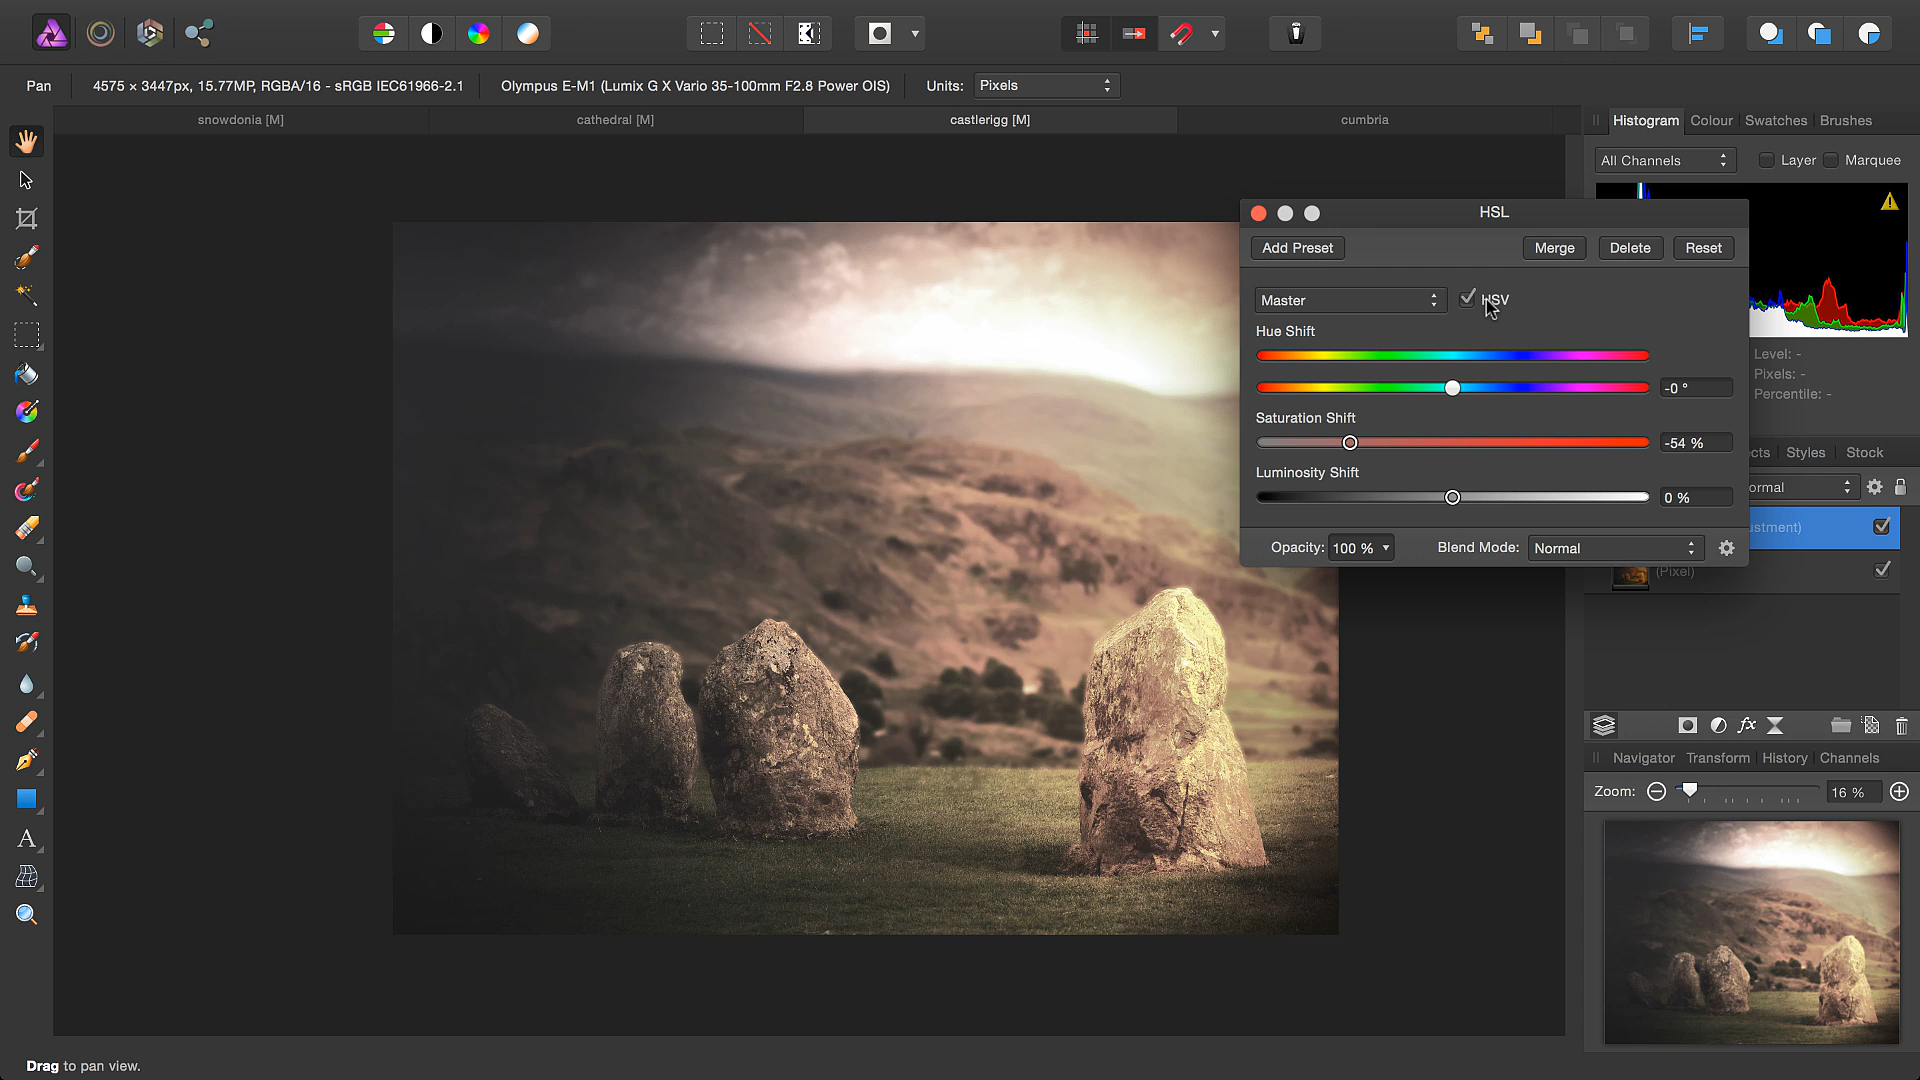 Pan
4575 × 3447px, 15.77MP, RGBA/16 - sRGB IEC61966-2.1
Olympus E-M1 (Lumix G X Vario 35-100mm F2.8 Power OIS)
Units: Pixels
snowdonia [M]
cathedral [M]
castlerigg [M]
cumbria
Histogram Colour Swatches Brushes
All Channels
Layer Marquee
HSL
Add Preset
Merge
Delete
Reset
Master
HSV
Hue Shift
-0 °
Saturation Shift
-54 %
Luminosity Shift
0 %
Opacity: 100 %
Blend Mode: Normal
Level: -
Pixels: -
Percentile: -
cts Styles Stock
ormal
stment)
(Pixel)
Navigator Transform History Channels
Zoom: 16 %
A
fx
Drag to pan view.